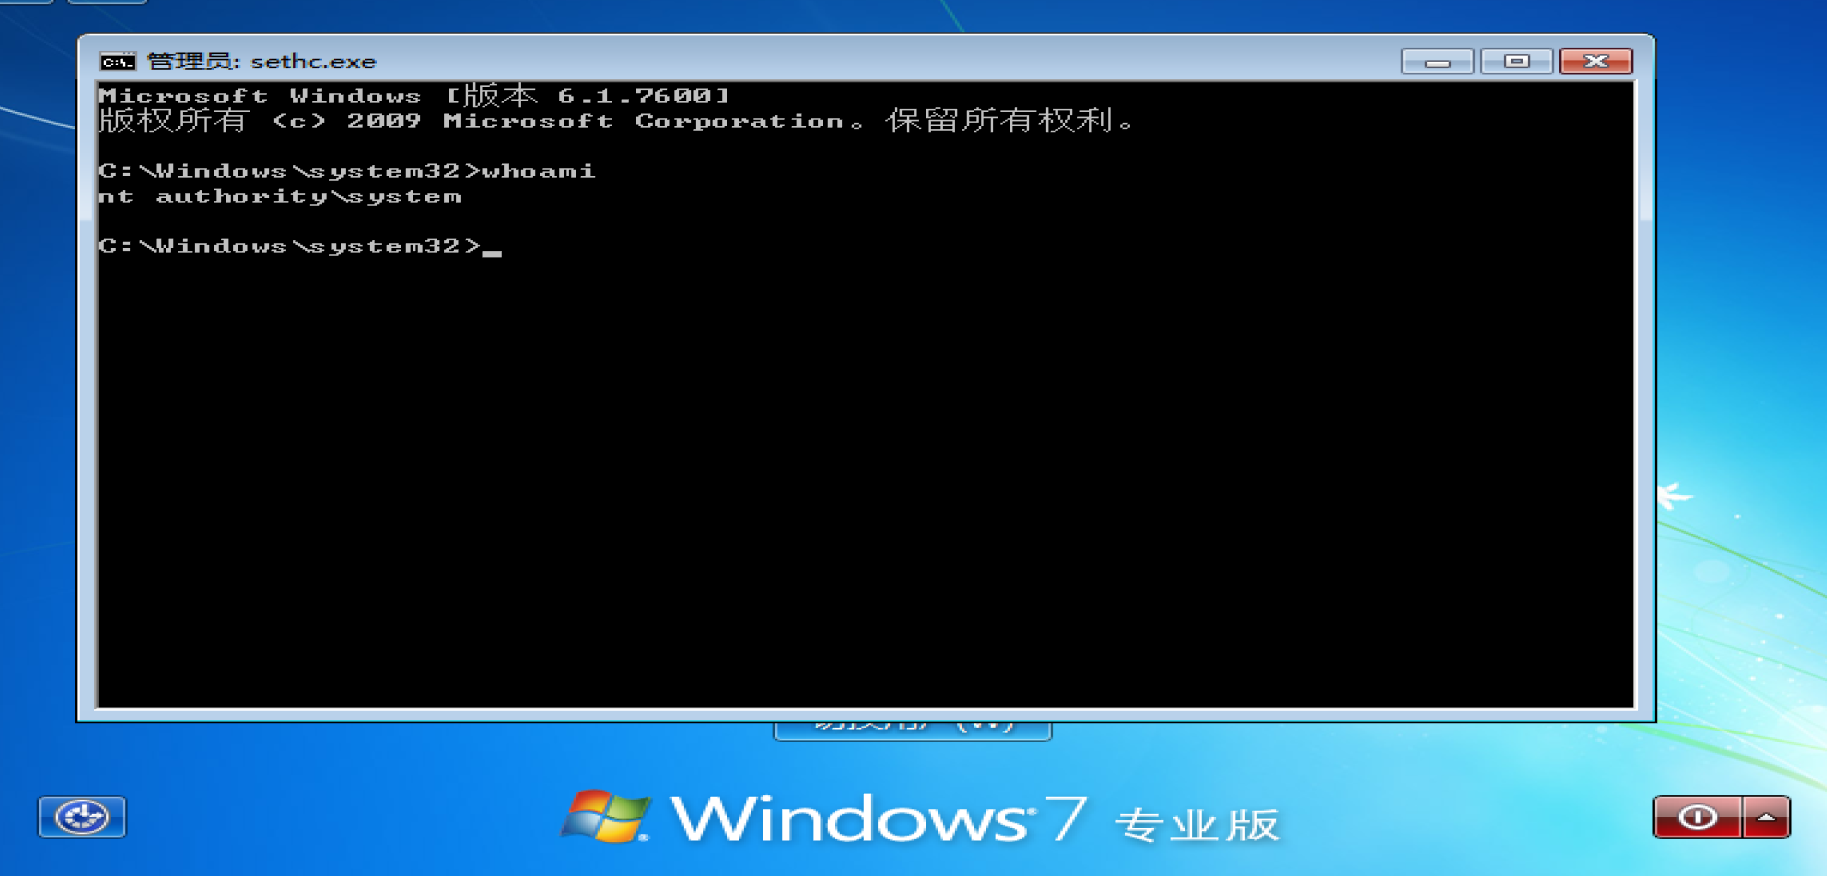 管理员: sethc.exe
Microsoft Windows [版本 6.1.7600]
版权所有 (c) 2009 Microsoft Corporation。保留所有权利。
C:\Windows\system32>whoami
nt authority\system
C:\Windows\system32>
Windows 7 专业版